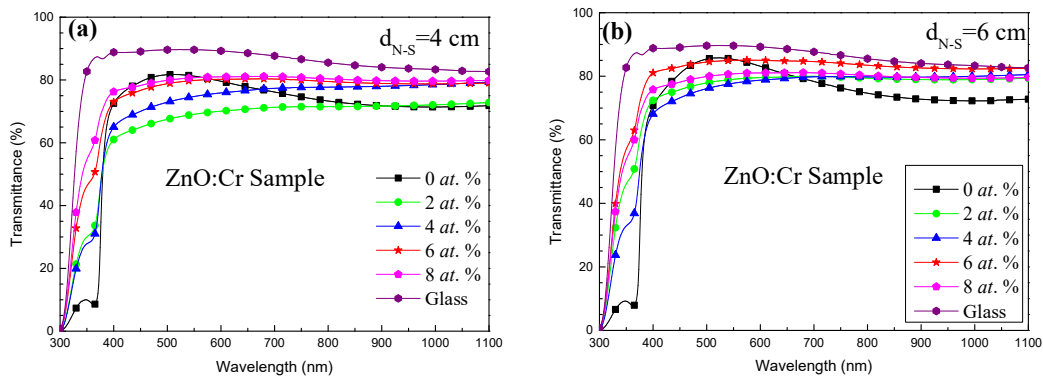 (a)
d_N-S=4 cm
Transmittance (%)
100
80
60
40
20
0
ZnO:Cr Sample
0 at. %
2 at. %
4 at. %
6 at. %
8 at. %
Glass
300 400 500 600 700 800 900 1000 1100
Wavelength (nm)
(b)
d_N-S=6 cm
Transmittance (%)
100
80
60
40
20
0
ZnO:Cr Sample
0 at. %
2 at. %
4 at. %
6 at. %
8 at. %
Glass
300 400 500 600 700 800 900 1000 1100
Wavelength (nm)